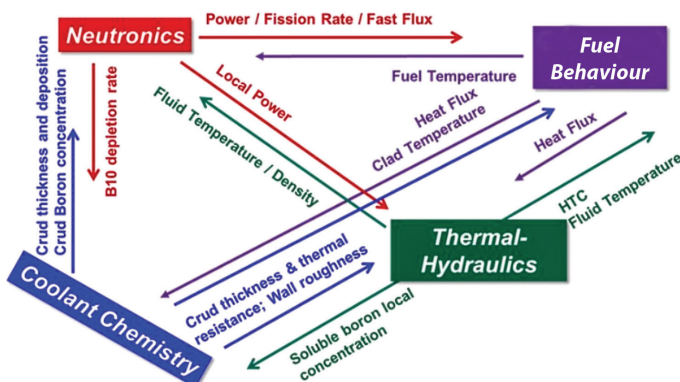 Power / Fission Rate / Fast Flux
Neutronics
Fuel
Behaviour
Fuel Temperature
Crud thickness and deposition
Crud Boron concentration
B10 depletion rate
Local Power
Fluid Temperature / Density
Heat Flux
Clad Temperature
Heat Flux
HTC
Fluid Temperature
Thermal-
Hydraulics
Coolant Chemistry
Crud thickness & thermal
resistance; Wall roughness
Soluble boron local
concentration